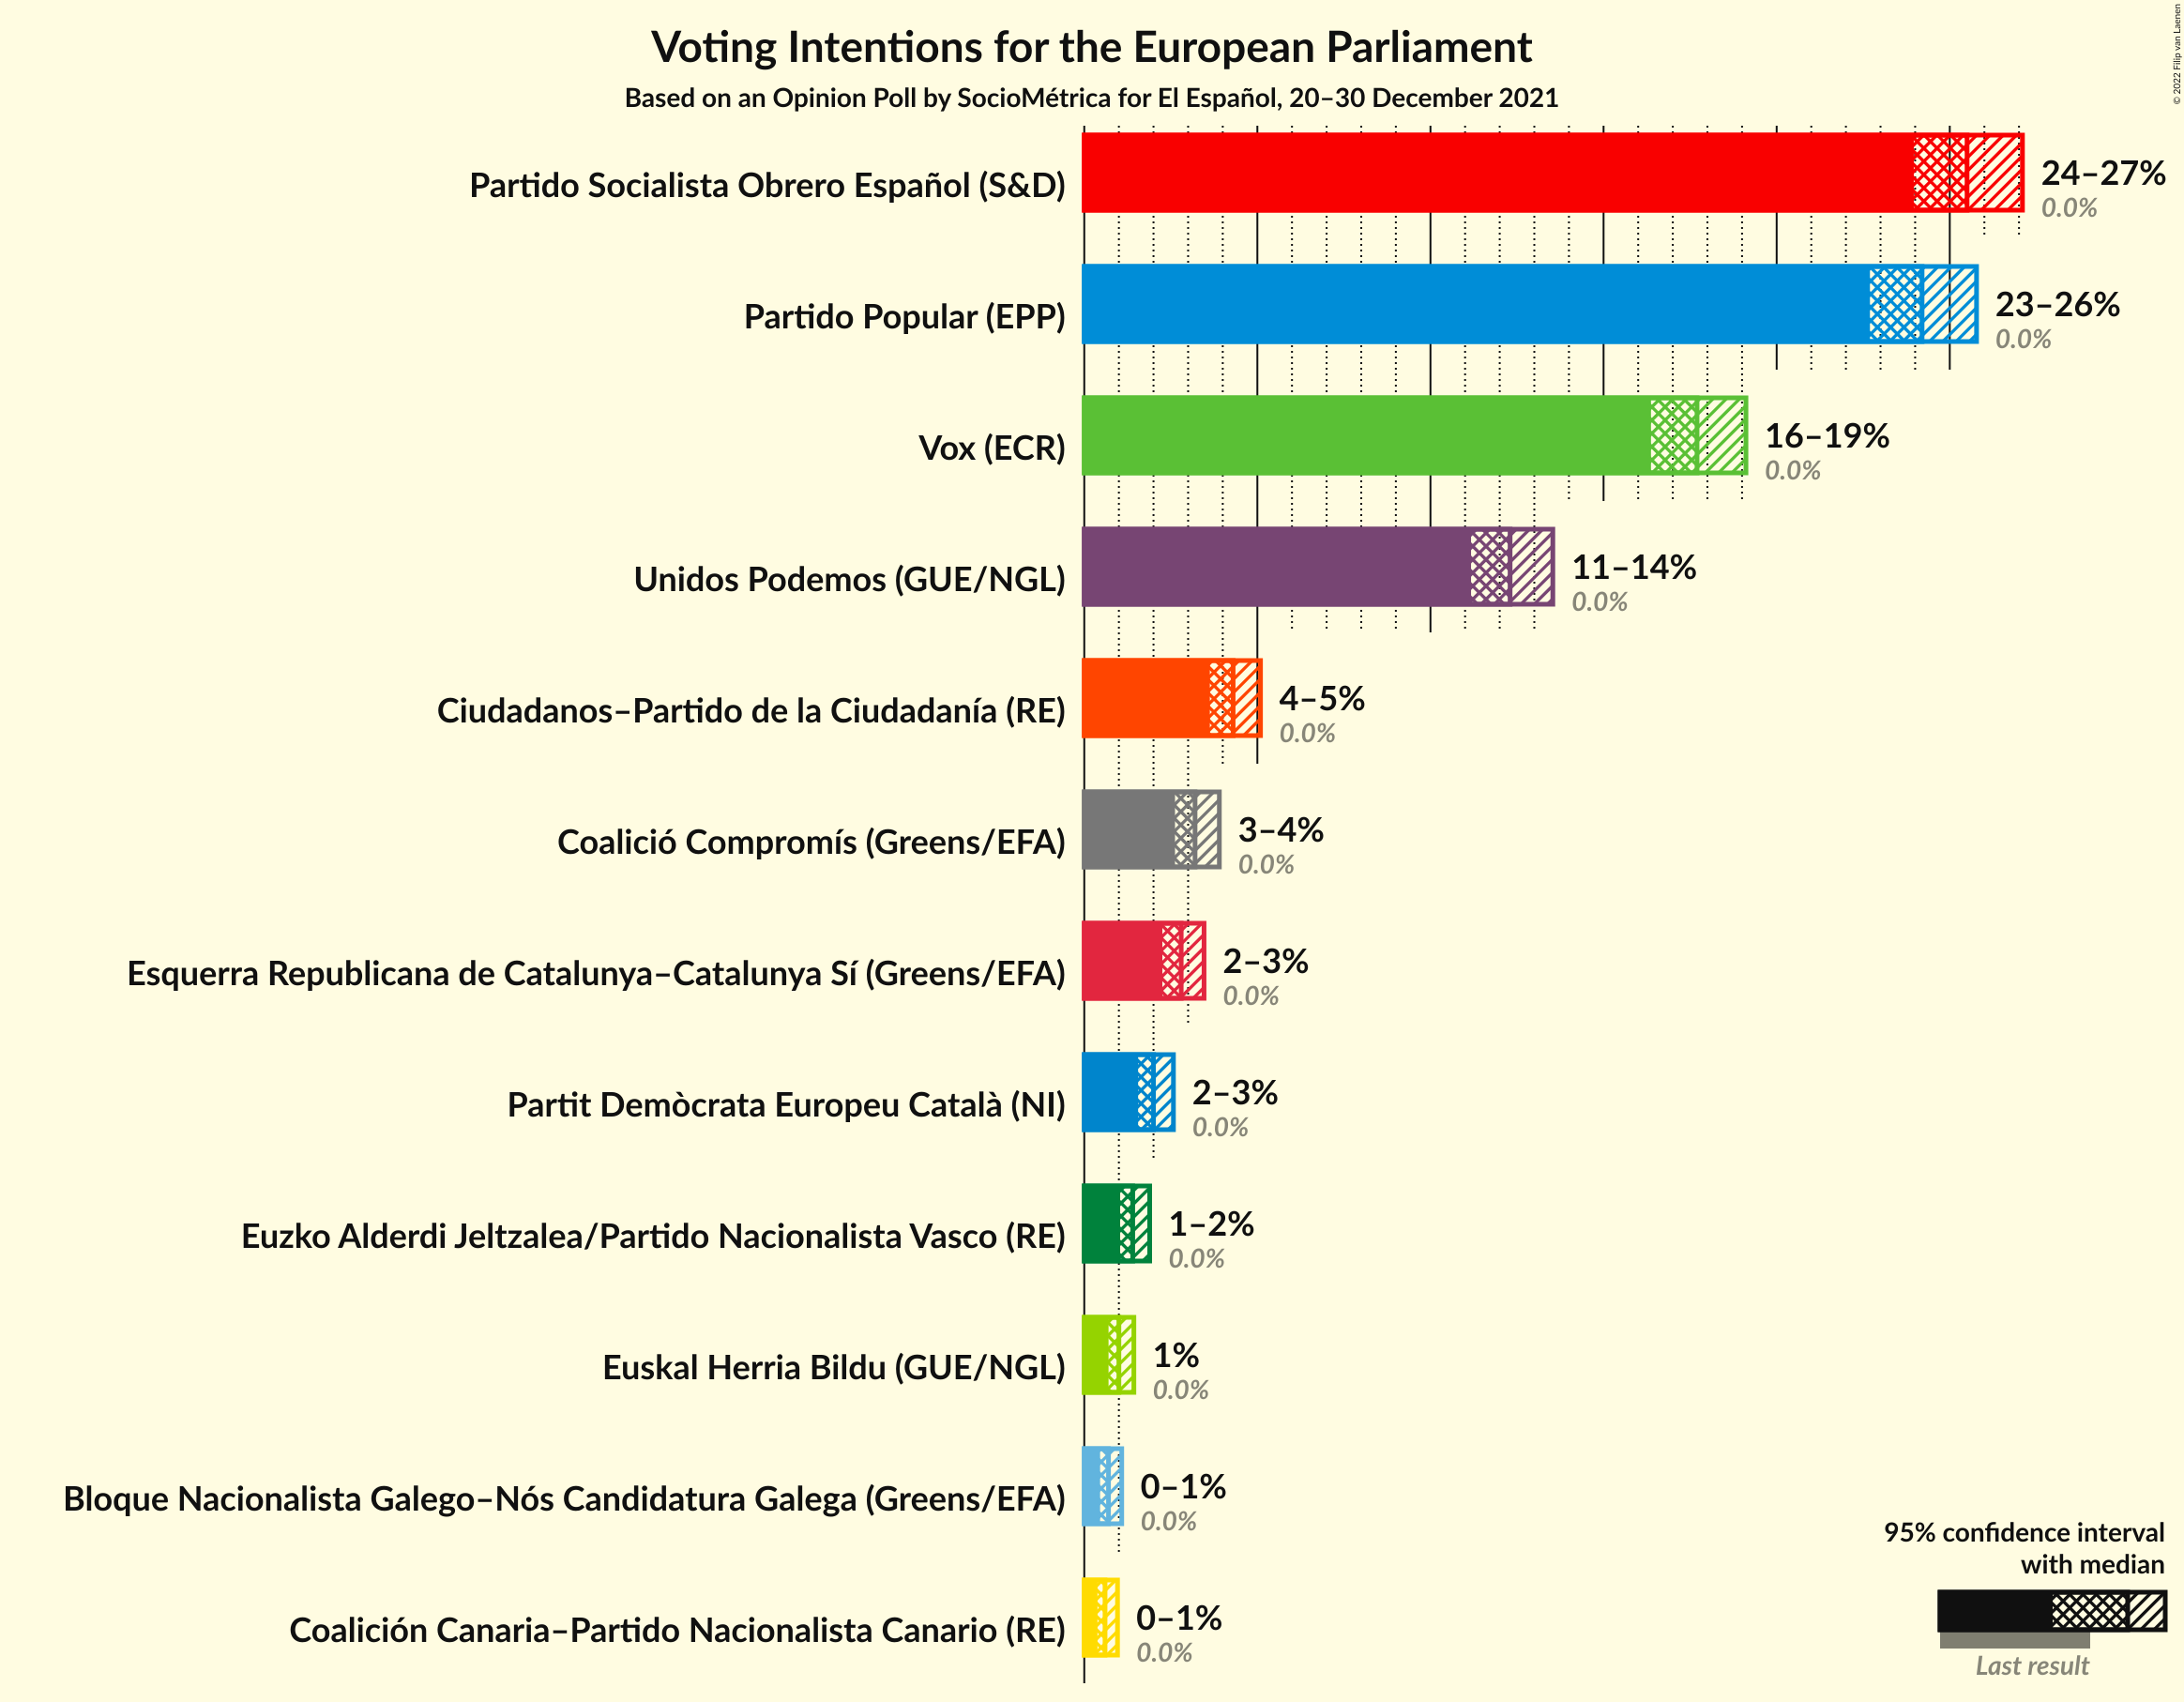 Voting Intentions for the European Parliament
Based on an Opinion Poll by SocioMétrica for El Español, 20–30 December 2021
© 2022 Filip van Laenen
Partido Socialista Obrero Español (S&D)
24–27%
0.0%
Partido Popular (EPP)
23–26%
0.0%
Vox (ECR)
16–19%
0.0%
Unidos Podemos (GUE/NGL)
11–14%
0.0%
Ciudadanos–Partido de la Ciudadanía (RE)
4–5%
0.0%
Coalició Compromís (Greens/EFA)
3–4%
0.0%
Esquerra Republicana de Catalunya–Catalunya Sí (Greens/EFA)
2–3%
0.0%
Partit Demòcrata Europeu Català (NI)
2–3%
0.0%
Euzko Alderdi Jeltzalea/Partido Nacionalista Vasco (RE)
1–2%
0.0%
Euskal Herria Bildu (GUE/NGL)
1%
0.0%
Bloque Nacionalista Galego–Nós Candidatura Galega (Greens/EFA)
0–1%
0.0%
Coalición Canaria–Partido Nacionalista Canario (RE)
0–1%
0.0%
95% confidence interval
with median
Last result